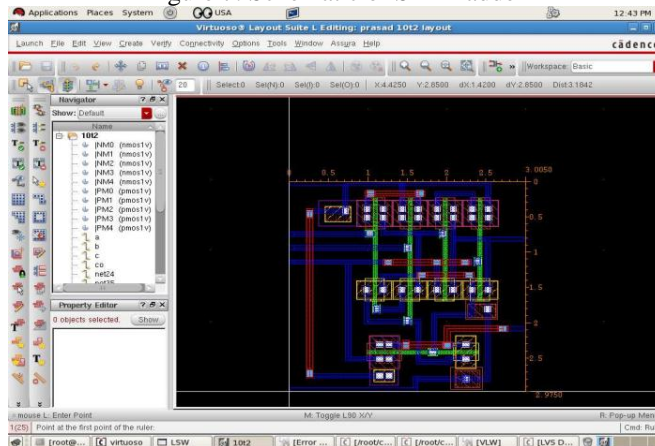 Applications Places System USA 12:43 PM
Virtuoso® Layout Suite L Editing: prasad 10t2 layout
Launch File Edit View Create Verify Connectivity Options Tools Window Assura Help cādence
Workspace: Basic
20 Select:0 Sel(N):0 Sel(I):0 Sel(O):0 X:4.4250 Y:2.8500 dX:1.4200 dY:2.8500 Dist:3.1842
Navigator
Show: Default
Name
10t2
|NM0 (nmos1v)
|NM1 (nmos1v)
|NM2 (nmos1v)
|NM3 (nmos1v)
|NM4 (nmos1v)
|PM0 (pmos1v)
|PM1 (pmos1v)
|PM2 (pmos1v)
|PM3 (pmos1v)
|PM4 (pmos1v)
a
b
c
co
net24
Property Editor
0 objects selected. Show
0 0.5 1 1.5 2 2.5 3.0050
0
0.5
1
1.5
2
2.5
2.9750
mouse L: Enter Point M: Toggle L90 X/Y R: Pop-up Men
1(25) Point at the first point of the ruler. Cmd: Ru
[root@... virtuoso LSW 10t2 [Error ... [/root/c... [/root/c... [VLW] [LVS D...